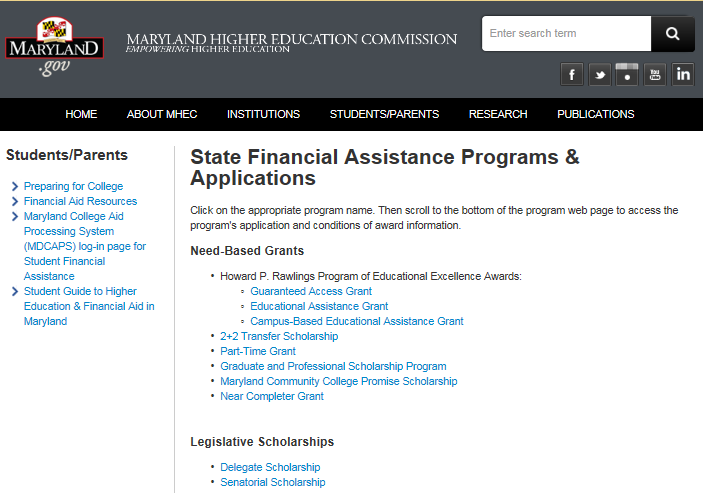 MARYLAND
.gov
MARYLAND HIGHER EDUCATION COMMISSION
EMPOWERING HIGHER EDUCATION
Enter search term
f
You
in
HOME ABOUT MHEC INSTITUTIONS STUDENTS/PARENTS RESEARCH PUBLICATIONS
Students/Parents
Preparing for College
Financial Aid Resources
Maryland College Aid
Processing System
(MDCAPS) log-in page for
Student Financial
Assistance
Student Guide to Higher
Education & Financial Aid in
Maryland
State Financial Assistance Programs &
Applications
Click on the appropriate program name. Then scroll to the bottom of the program web page to access the
program's application and conditions of award information.
Need-Based Grants
• Howard P. Rawlings Program of Educational Excellence Awards:
◦ Guaranteed Access Grant
◦ Educational Assistance Grant
◦ Campus-Based Educational Assistance Grant
• 2+2 Transfer Scholarship
• Part-Time Grant
• Graduate and Professional Scholarship Program
• Maryland Community College Promise Scholarship
• Near Completer Grant
Legislative Scholarships
• Delegate Scholarship
• Senatorial Scholarship